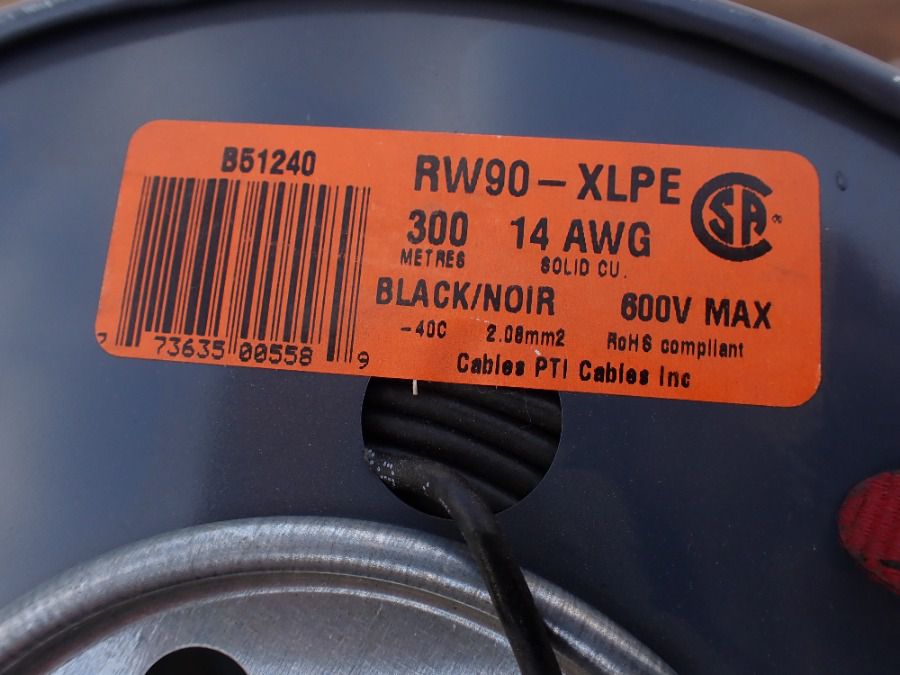 B51240
7 73635 00558 9
RW90-XLPE
300 14 AWG
METRES SOLID CU.
BLACK/NOIR 600V MAX
-40C 2.08mm2 RoHS compliant
Cables PTI Cables Inc
CSA ®